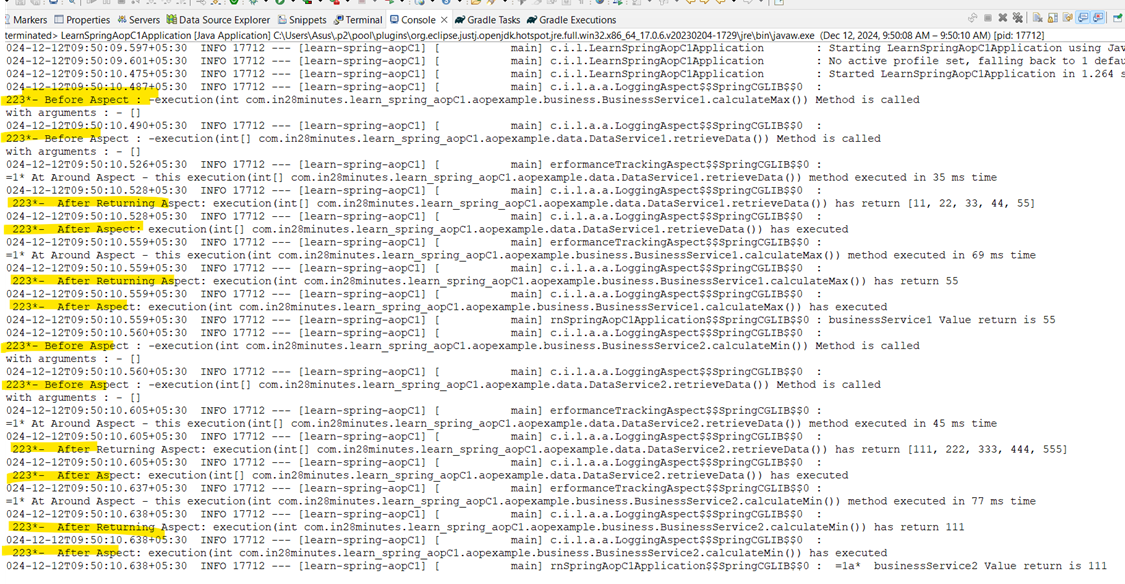 Markers Properties Servers Data Source Explorer Snippets Terminal Console Gradle Tasks Gradle Executions
terminated> LearnSpringAopC1Application [Java Application] C:\Users\Asus\.p2\pool\plugins\org.eclipse.justj.openjdk.hotspot.jre.full.win32.x86_64_17.0.6.v20230204-1729\jre\bin\javaw.exe (Dec 12, 2024, 9:50:08 AM – 9:50:10 AM) [pid: 17712]
024-12-12T09:50:09.597+05:30 INFO 17712 --- [learn-spring-aopC1] [ main] c.i.l.LearnSpringAopC1Application : Starting LearnSpringAopC1Application using Jav
024-12-12T09:50:09.601+05:30 INFO 17712 --- [learn-spring-aopC1] [ main] c.i.l.LearnSpringAopC1Application : No active profile set, falling back to 1 defau
024-12-12T09:50:10.475+05:30 INFO 17712 --- [learn-spring-aopC1] [ main] c.i.l.LearnSpringAopC1Application : Started LearnSpringAopC1Application in 1.264 s
024-12-12T09:50:10.487+05:30 INFO 17712 --- [learn-spring-aopC1] [ main] c.i.l.a.a.LoggingAspect$$SpringCGLIB$$0 :
223*- Before Aspect : -execution(int com.in28minutes.learn_spring_aopC1.aopexample.business.BusinessService1.calculateMax()) Method is called
with arguments : - []
024-12-12T09:50:10.490+05:30 INFO 17712 --- [learn-spring-aopC1] [ main] c.i.l.a.a.LoggingAspect$$SpringCGLIB$$0 :
223*- Before Aspect : -execution(int[] com.in28minutes.learn_spring_aopC1.aopexample.data.DataService1.retrieveData()) Method is called
with arguments : - []
024-12-12T09:50:10.526+05:30 INFO 17712 --- [learn-spring-aopC1] [ main] erformanceTrackingAspect$$SpringCGLIB$$0 :
=1* At Around Aspect - this execution(int[] com.in28minutes.learn_spring_aopC1.aopexample.data.DataService1.retrieveData()) method executed in 35 ms time
024-12-12T09:50:10.528+05:30 INFO 17712 --- [learn-spring-aopC1] [ main] c.i.l.a.a.LoggingAspect$$SpringCGLIB$$0 :
223*- After Returning Aspect: execution(int[] com.in28minutes.learn_spring_aopC1.aopexample.data.DataService1.retrieveData()) has return [11, 22, 33, 44, 55]
024-12-12T09:50:10.528+05:30 INFO 17712 --- [learn-spring-aopC1] [ main] c.i.l.a.a.LoggingAspect$$SpringCGLIB$$0 :
223*- After Aspect: execution(int[] com.in28minutes.learn_spring_aopC1.aopexample.data.DataService1.retrieveData()) has executed
024-12-12T09:50:10.559+05:30 INFO 17712 --- [learn-spring-aopC1] [ main] erformanceTrackingAspect$$SpringCGLIB$$0 :
=1* At Around Aspect - this execution(int com.in28minutes.learn_spring_aopC1.aopexample.business.BusinessService1.calculateMax()) method executed in 69 ms time
024-12-12T09:50:10.559+05:30 INFO 17712 --- [learn-spring-aopC1] [ main] c.i.l.a.a.LoggingAspect$$SpringCGLIB$$0 :
223*- After Returning Aspect: execution(int com.in28minutes.learn_spring_aopC1.aopexample.business.BusinessService1.calculateMax()) has return 55
024-12-12T09:50:10.559+05:30 INFO 17712 --- [learn-spring-aopC1] [ main] c.i.l.a.a.LoggingAspect$$SpringCGLIB$$0 :
223*- After Aspect: execution(int com.in28minutes.learn_spring_aopC1.aopexample.business.BusinessService1.calculateMax()) has executed
024-12-12T09:50:10.559+05:30 INFO 17712 --- [learn-spring-aopC1] [ main] rnSpringAopC1Application$$SpringCGLIB$$0 : businessService1 Value return is 55
024-12-12T09:50:10.560+05:30 INFO 17712 --- [learn-spring-aopC1] [ main] c.i.l.a.a.LoggingAspect$$SpringCGLIB$$0 :
223*- Before Aspect : -execution(int com.in28minutes.learn_spring_aopC1.aopexample.business.BusinessService2.calculateMin()) Method is called
with arguments : - []
024-12-12T09:50:10.560+05:30 INFO 17712 --- [learn-spring-aopC1] [ main] c.i.l.a.a.LoggingAspect$$SpringCGLIB$$0 :
223*- Before Aspect : -execution(int[] com.in28minutes.learn_spring_aopC1.aopexample.data.DataService2.retrieveData()) Method is called
with arguments : - []
024-12-12T09:50:10.605+05:30 INFO 17712 --- [learn-spring-aopC1] [ main] erformanceTrackingAspect$$SpringCGLIB$$0 :
=1* At Around Aspect - this execution(int[] com.in28minutes.learn_spring_aopC1.aopexample.data.DataService2.retrieveData()) method executed in 45 ms time
024-12-12T09:50:10.605+05:30 INFO 17712 --- [learn-spring-aopC1] [ main] c.i.l.a.a.LoggingAspect$$SpringCGLIB$$0 :
223*- After Returning Aspect: execution(int[] com.in28minutes.learn_spring_aopC1.aopexample.data.DataService2.retrieveData()) has return [111, 222, 333, 444, 555]
024-12-12T09:50:10.605+05:30 INFO 17712 --- [learn-spring-aopC1] [ main] c.i.l.a.a.LoggingAspect$$SpringCGLIB$$0 :
223*- After Aspect: execution(int[] com.in28minutes.learn_spring_aopC1.aopexample.data.DataService2.retrieveData()) has executed
024-12-12T09:50:10.637+05:30 INFO 17712 --- [learn-spring-aopC1] [ main] erformanceTrackingAspect$$SpringCGLIB$$0 :
=1* At Around Aspect - this execution(int com.in28minutes.learn_spring_aopC1.aopexample.business.BusinessService2.calculateMin()) method executed in 77 ms time
024-12-12T09:50:10.638+05:30 INFO 17712 --- [learn-spring-aopC1] [ main] c.i.l.a.a.LoggingAspect$$SpringCGLIB$$0 :
223*- After Returning Aspect: execution(int com.in28minutes.learn_spring_aopC1.aopexample.business.BusinessService2.calculateMin()) has return 111
024-12-12T09:50:10.638+05:30 INFO 17712 --- [learn-spring-aopC1] [ main] c.i.l.a.a.LoggingAspect$$SpringCGLIB$$0 :
223*- After Aspect: execution(int com.in28minutes.learn_spring_aopC1.aopexample.business.BusinessService2.calculateMin()) has executed
024-12-12T09:50:10.638+05:30 INFO 17712 --- [learn-spring-aopC1] [ main] rnSpringAopC1Application$$SpringCGLIB$$0 : =1a* businessService2 Value return is 111